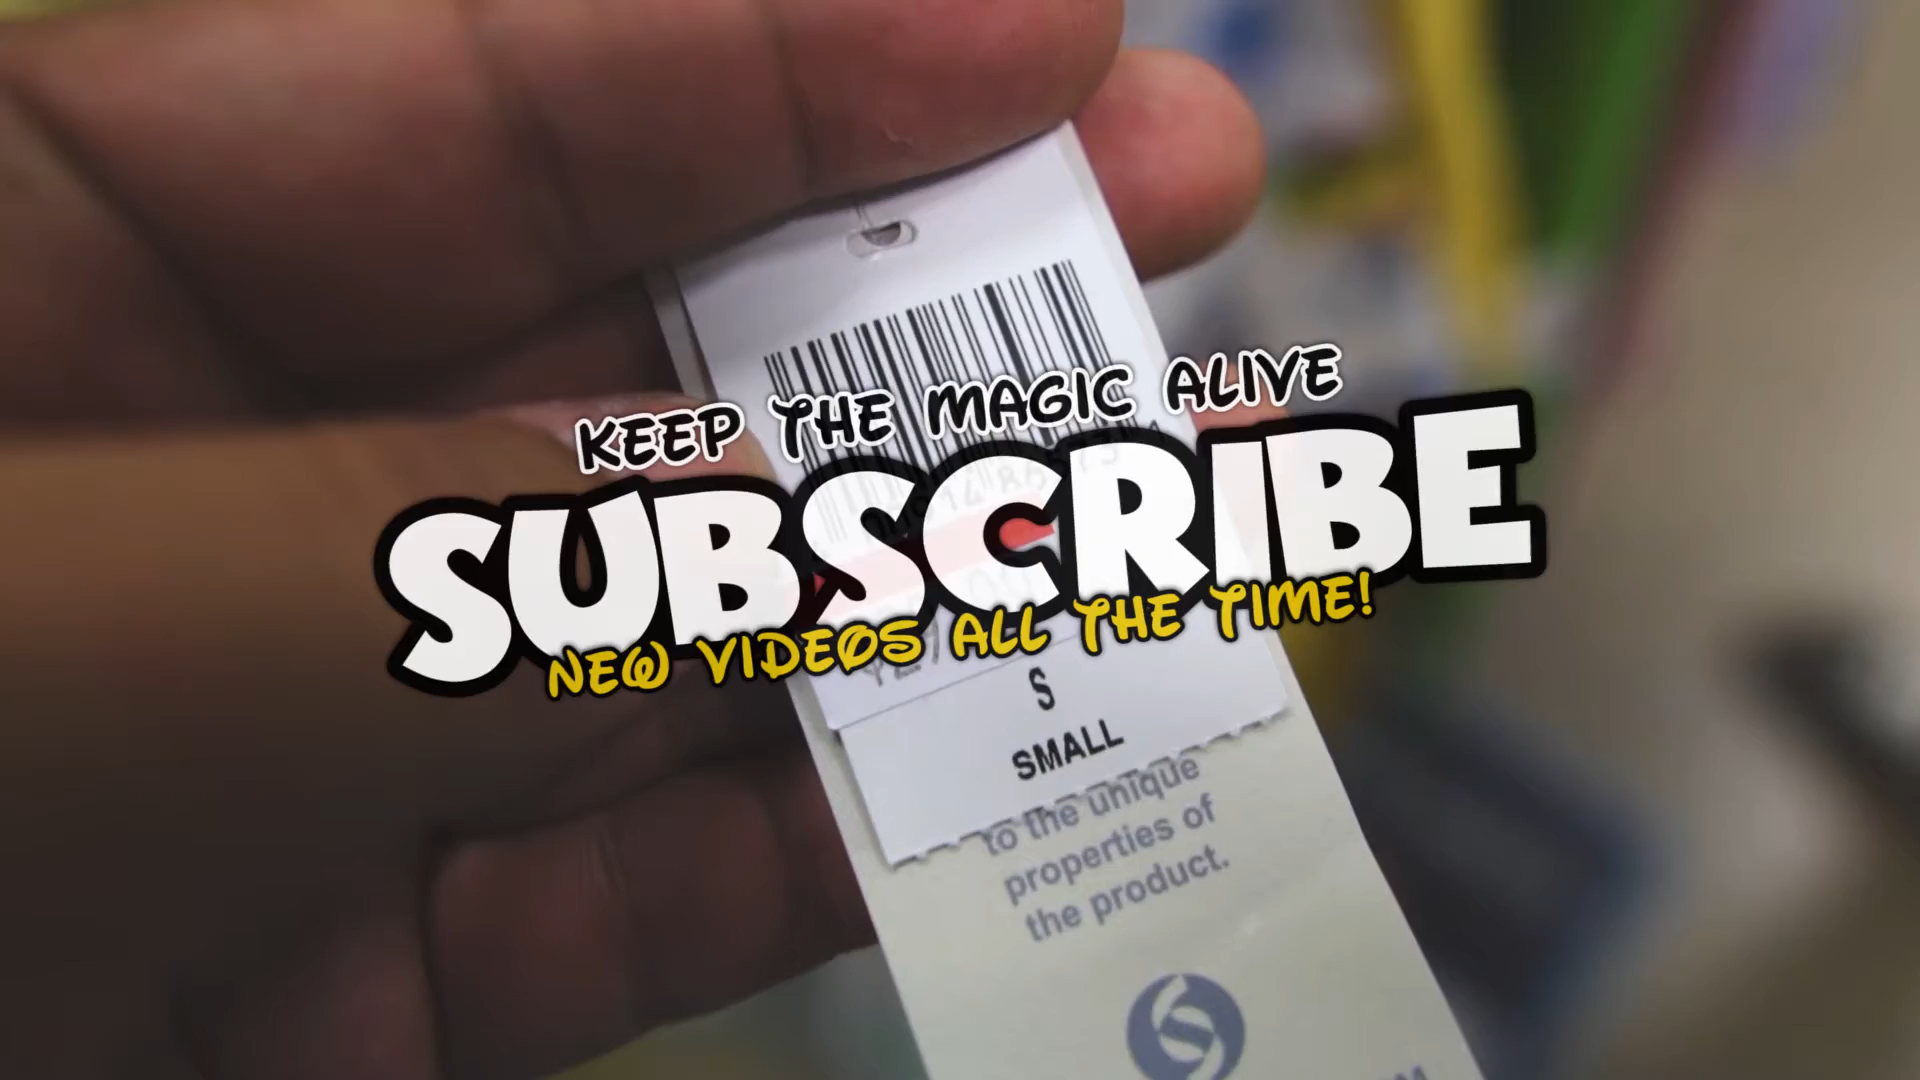 KEEP THE MAGIC ALIVE
SUBSCRIBE
NEW VIDEOS ALL THE TIME!
S
SMALL
to the unique
properties of
the product.